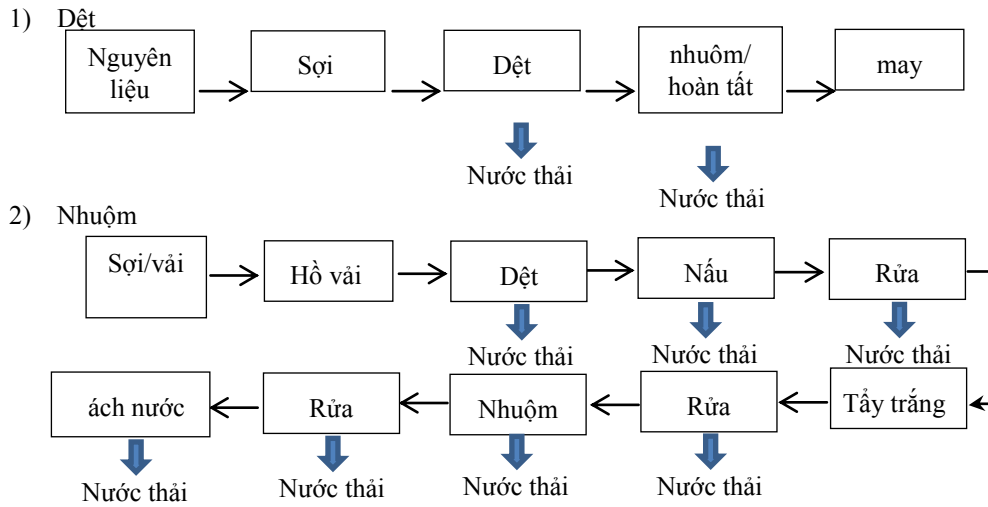 1) Dệt
Nguyên
liệu
Sợi
Dệt
nhuôm/
hoàn tất
may
Nước thải
Nước thải
2) Nhuộm
Sợi/vải
Hồ vải
Dệt
Nấu
Rửa
Nước thải
Nước thải
Nước thải
ách nước
Rửa
Nhuộm
Rửa
Tẩy trắng
Nước thải
Nước thải
Nước thải
Nước thải